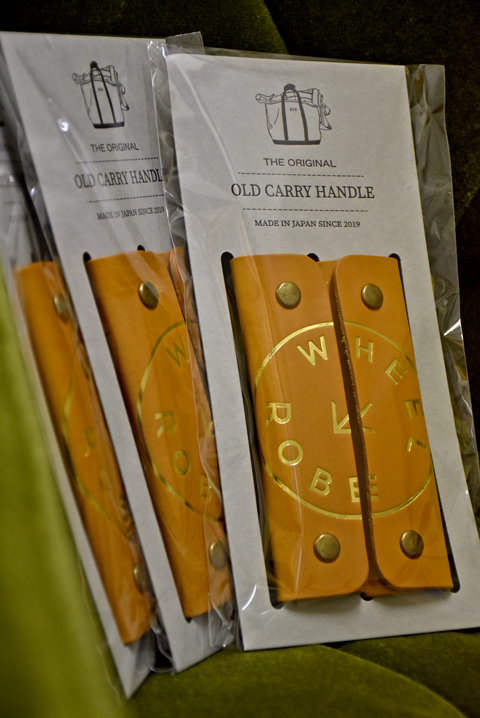 THE ORIGINAL
OLD CARRY HANDLE
MADE IN JAPAN SINCE 2019
THE ORIGINAL
OLD CARRY HANDLE
MADE IN JAPAN SINCE 2019
WHEEL
ROBE
W
ROB